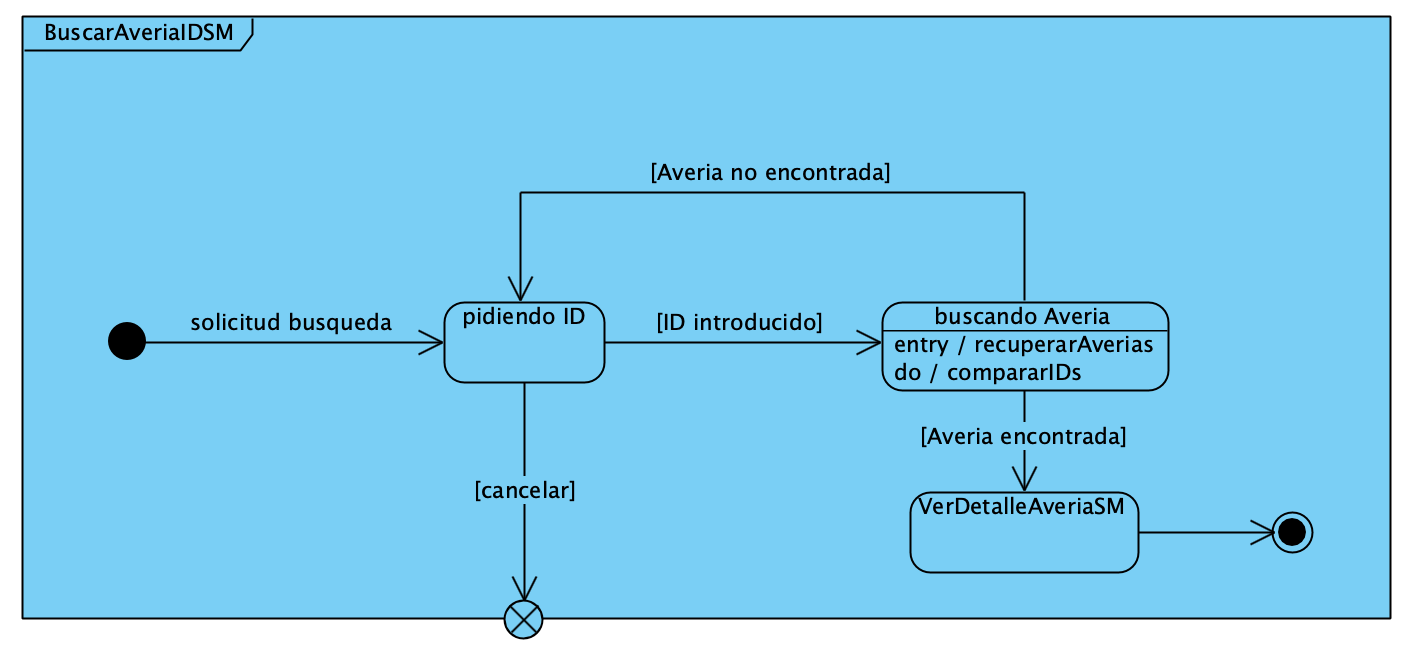 BuscarAveriaIDSM
[Averia no encontrada]
solicitud busqueda
pidiendo ID
[ID introducido]
buscando Averia
entry / recuperarAverias
do / compararIDs
[Averia encontrada]
[cancelar]
VerDetalleAveriaSM